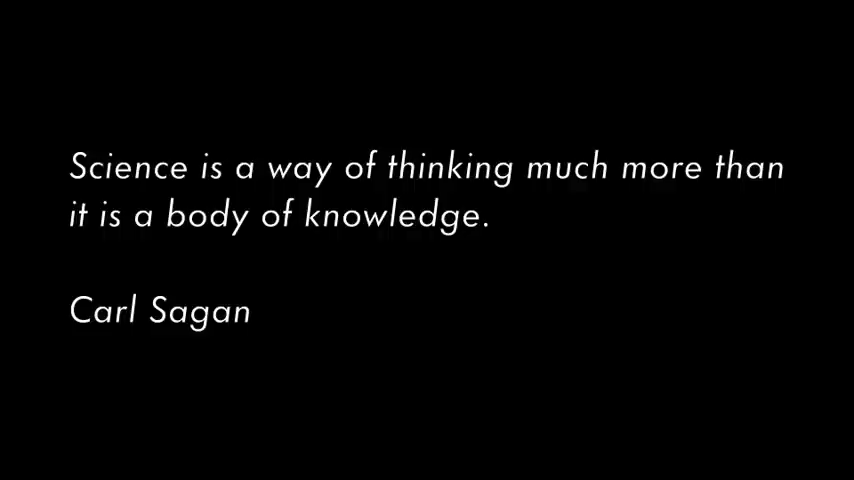 Science is a way of thinking much more than
it is a body of knowledge.
Carl Sagan